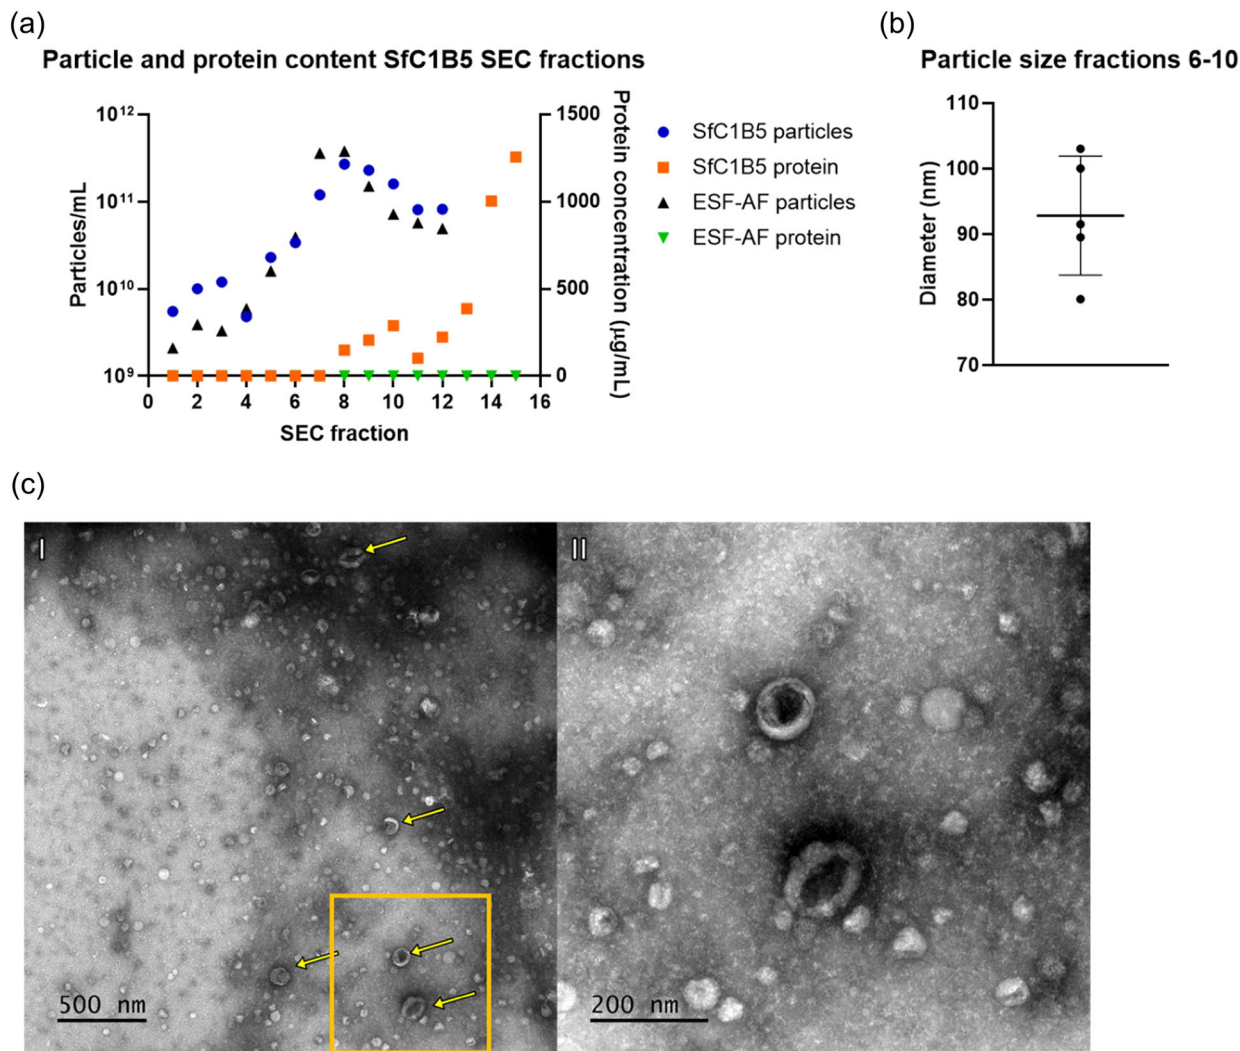 (a)
Particle and protein content SfC1B5 SEC fractions
10¹²
10¹¹
10¹⁰
10⁹
Particles/mL
1500
1000
500
0
Protein concentration (μg/mL)
0 2 4 6 8 10 12 14 16
SEC fraction
SfC1B5 particles
SfC1B5 protein
ESF-AF particles
ESF-AF protein
(b)
Particle size fractions 6-10
110
100
90
80
70
Diameter (nm)
(c)
I
500 nm
II
200 nm